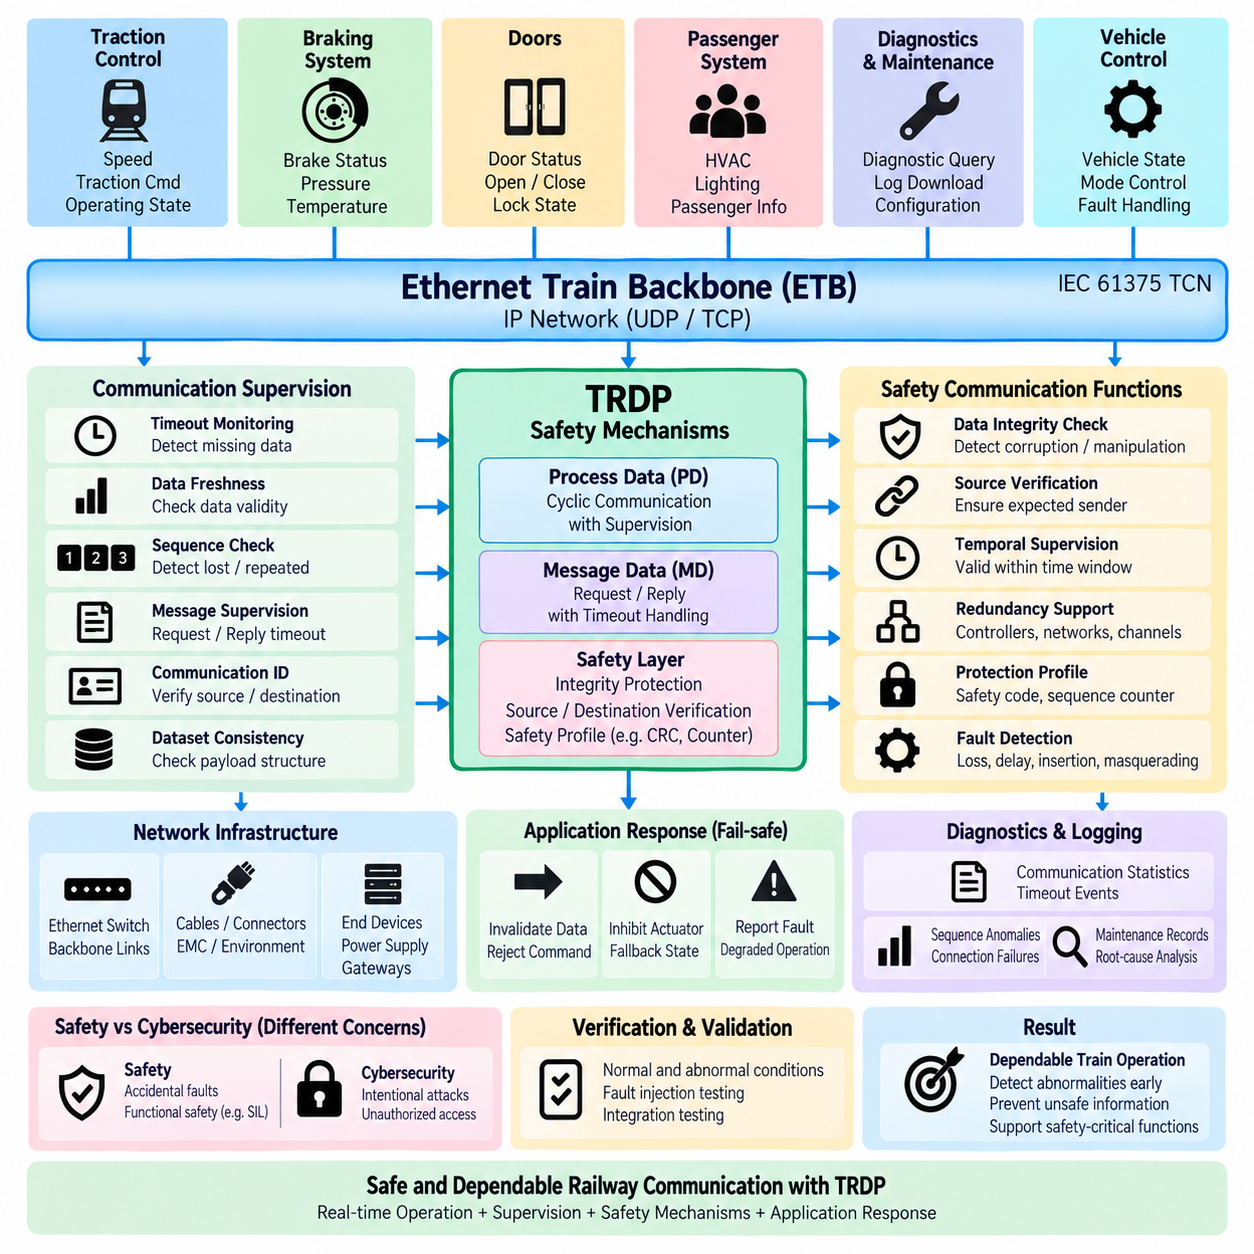 Traction
Control
Speed
Traction Cmd
Operating State
Braking
System
Brake Status
Pressure
Temperature
Doors
Door Status
Open / Close
Lock State
Passenger
System
HVAC
Lighting
Passenger Info
Diagnostics
& Maintenance
Diagnostic Query
Log Download
Configuration
Vehicle
Control
Vehicle State
Mode Control
Fault Handling
Ethernet Train Backbone (ETB)
IP Network (UDP / TCP)
IEC 61375 TCN
Communication Supervision
Timeout Monitoring
Detect missing data
Data Freshness
Check data validity
1 2 3
Sequence Check
Detect lost / repeated
Message Supervision
Request / Reply timeout
Communication ID
Verify source / destination
Dataset Consistency
Check payload structure
TRDP
Safety Mechanisms
Process Data (PD)
Cyclic Communication
with Supervision
Message Data (MD)
Request / Reply
with Timeout Handling
Safety Layer
Integrity Protection
Source / Destination Verification
Safety Profile (e.g. CRC, Counter)
Safety Communication Functions
Data Integrity Check
Detect corruption / manipulation
Source Verification
Ensure expected sender
Temporal Supervision
Valid within time window
Redundancy Support
Controllers, networks, channels
Protection Profile
Safety code, sequence counter
Fault Detection
Loss, delay, insertion, masquerading
Network Infrastructure
Ethernet Switch
Backbone Links
Cables / Connectors
EMC / Environment
End Devices
Power Supply
Gateways
Application Response (Fail-safe)
Invalidate Data
Reject Command
Inhibit Actuator
Fallback State
Report Fault
Degraded Operation
Diagnostics & Logging
Communication Statistics
Timeout Events
Sequence Anomalies
Connection Failures
Maintenance Records
Root-cause Analysis
Safety vs Cybersecurity (Different Concerns)
Safety
Accidental faults
Functional safety (e.g. SIL)
Cybersecurity
Intentional attacks
Unauthorized access
Verification & Validation
Normal and abnormal conditions
Fault injection testing
Integration testing
Result
Dependable Train Operation
Detect abnormalities early
Prevent unsafe information
Support safety-critical functions
Safe and Dependable Railway Communication with TRDP
Real-time Operation + Supervision + Safety Mechanisms + Application Response